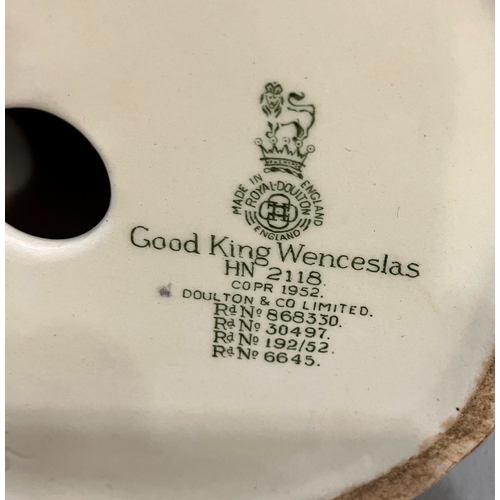 MADE IN ENGLAND
ROYAL·DOULTON
ENGLAND
Good King Wenceslas
HN 2118.
COPR 1952.
DOULTON & CO LIMITED.
Rd No 868330.
Rd No 30497.
Rd No 192/52.
Rd No 6645.